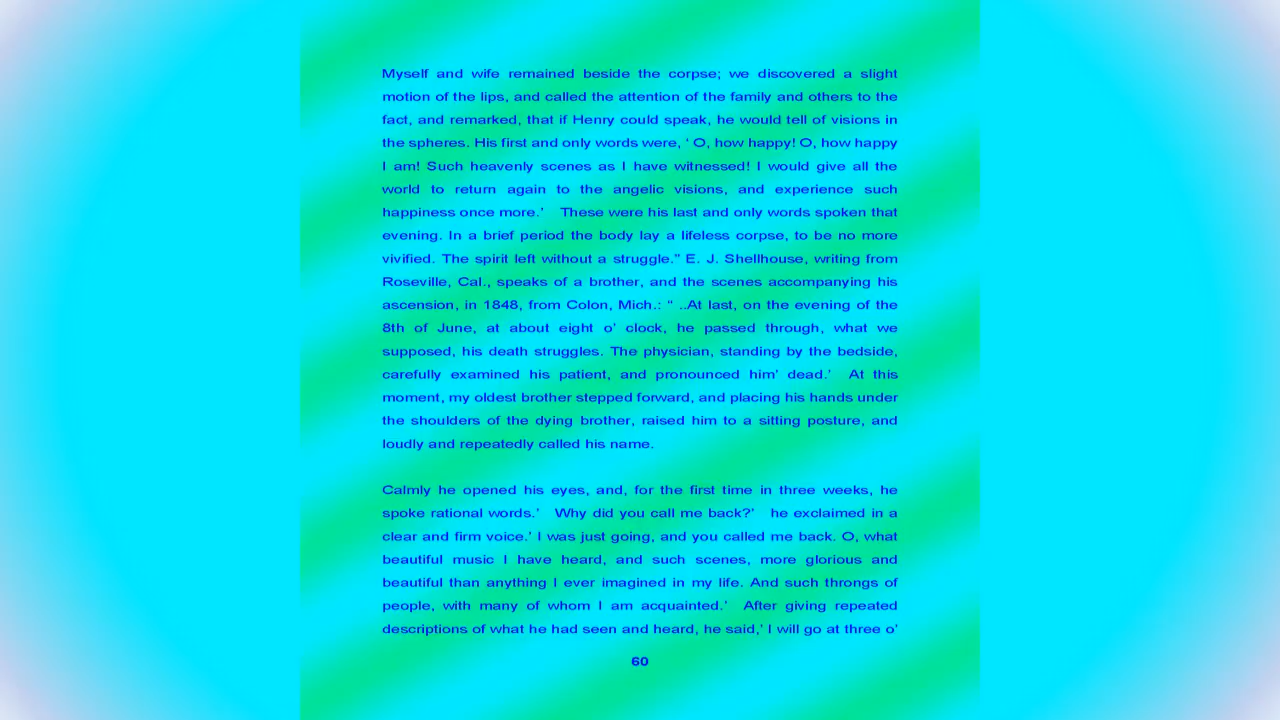 Myself and wife remained beside the corpse; we discovered a slight
motion of the lips, and called the attention of the family and others to the
fact, and remarked, that if Henry could speak, he would tell of visions in
the spheres. His first and only words were, ‘ O, how happy! O, how happy
I am! Such heavenly scenes as I have witnessed! I would give all the
world to return again to the angelic visions, and experience such
happiness once more.’ These were his last and only words spoken that
evening. In a brief period the body lay a lifeless corpse, to be no more
vivified. The spirit left without a struggle.” E. J. Shellhouse, writing from
Roseville, Cal., speaks of a brother, and the scenes accompanying his
ascension, in 1848, from Colon, Mich.: “ ..At last, on the evening of the
8th of June, at about eight o’ clock, he passed through, what we
supposed, his death struggles. The physician, standing by the bedside,
carefully examined his patient, and pronounced him’ dead.’ At this
moment, my oldest brother stepped forward, and placing his hands under
the shoulders of the dying brother, raised him to a sitting posture, and
loudly and repeatedly called his name.
Calmly he opened his eyes, and, for the first time in three weeks, he
spoke rational words.’ Why did you call me back?’ he exclaimed in a
clear and firm voice.’ I was just going, and you called me back. O, what
beautiful music I have heard, and such scenes, more glorious and
beautiful than anything I ever imagined in my life. And such throngs of
people, with many of whom I am acquainted.’ After giving repeated
descriptions of what he had seen and heard, he said,’ I will go at three o’
60